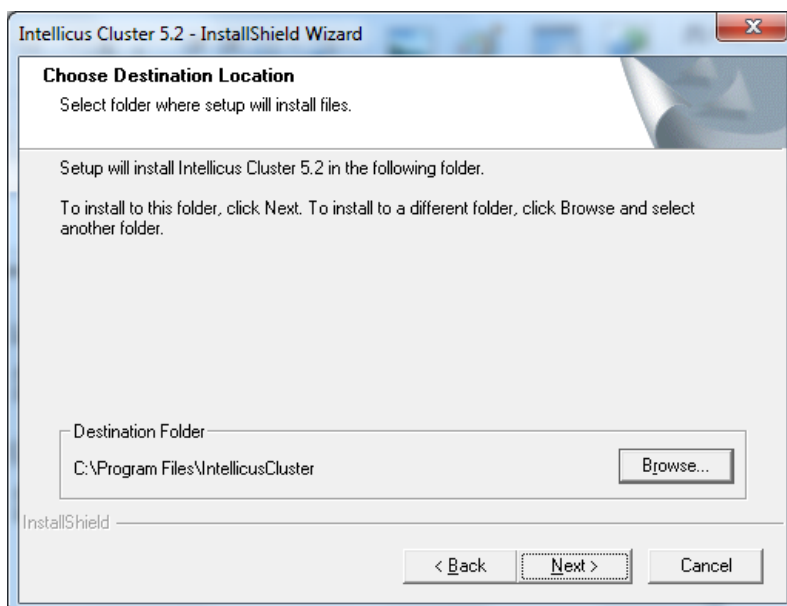 Intellicus Cluster 5.2 - InstallShield Wizard
Choose Destination Location
Select folder where setup will install files.
Setup will install Intellicus Cluster 5.2 in the following folder.
To install to this folder, click Next. To install to a different folder, click Browse and select
another folder.
Destination Folder
C:\Program Files\IntellicusCluster
Browse...
InstallShield
< Back
Next >
Cancel